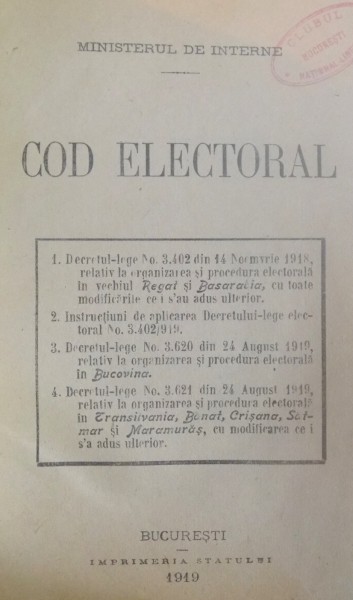 MINISTERUL DE INTERNE
CLUBUL
BUCUREȘTI
COD ELECTORAL
1. Decretul-lege No. 3.402 din 14 Noemvrie 1918,
relativ la organizarea și procedura electorală
în vechiul Regat și Basarabia, cu toate
modificările ce i s'au adus ulterior.
2. Instrucțiuni de aplicarea Decretului-lege elec-
toral No. 3.402/919.
3. Decretul-lege No. 3.620 din 24 August 1919,
relativ la organizarea și procedura electorală
în Bucovina.
4. Decretul-lege No. 3.621 din 24 August 1919,
relativ la organizarea și procedura electorală
în Transilvania, Banat, Crișana, Sat-
mar și Maramurăș, cu modificarea ce i
s'a adus ulterior.
BUCUREȘTI
IMPRIMERIA STATULUI
1919